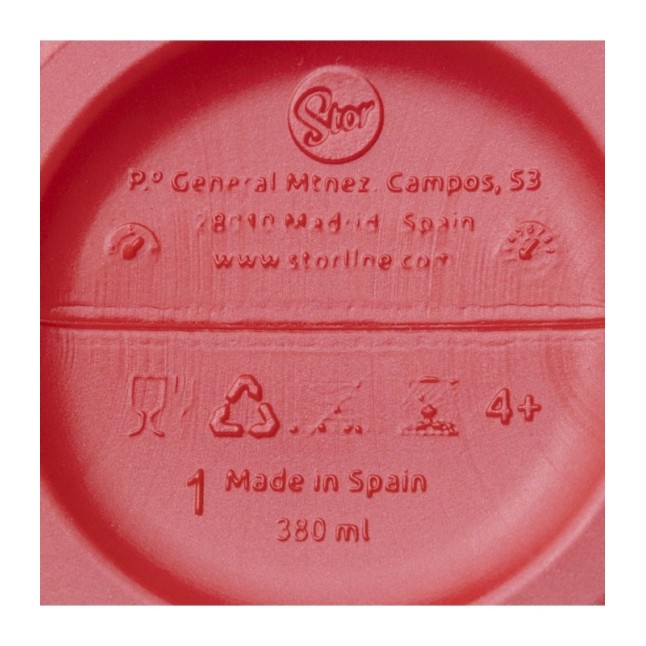 Stor
P.º General Mtnez. Campos, 53
28010 Madrid Spain
www.storline.com
4+
1 Made in Spain
380 ml